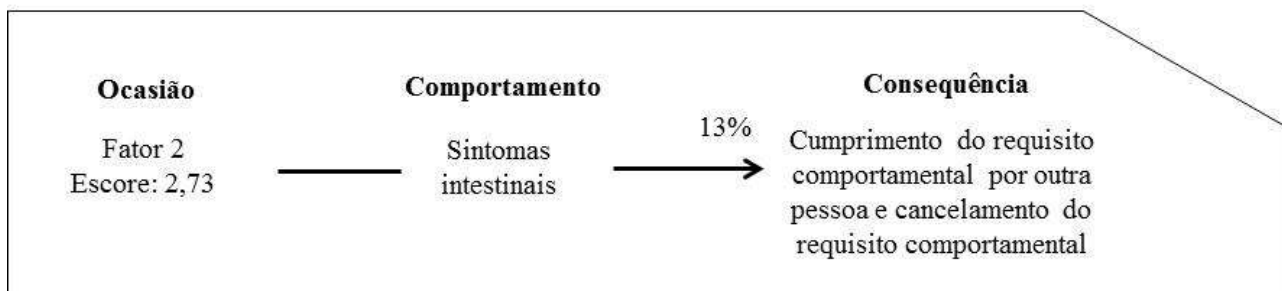 Ocasião
Comportamento
Consequência
Fator 2
Escore: 2,73
Sintomas
intestinais
13%
Cumprimento do requisito
comportamental por outra
pessoa e cancelamento do
requisito comportamental